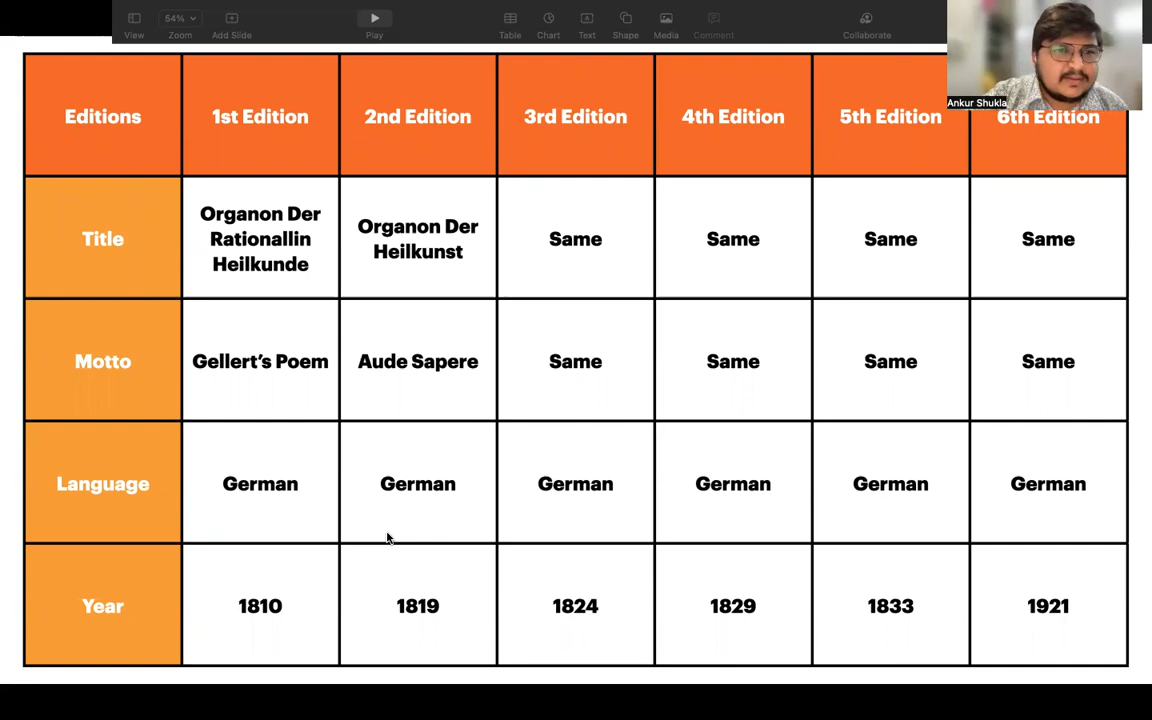 54%
View
Zoom
Add Slide
Play
Table
Chart
Text
Shape
Media
Comment
Collaborate
Ankur Shukla
Editions
1st Edition
2nd Edition
3rd Edition
4th Edition
5th Edition
6th Edition
Title
Organon Der
Rationallin
Heilkunde
Organon Der
Heilkunst
Same
Same
Same
Same
Motto
Gellert's Poem
Aude Sapere
Same
Same
Same
Same
Language
German
German
German
German
German
German
Year
1810
1819
1824
1829
1833
1921